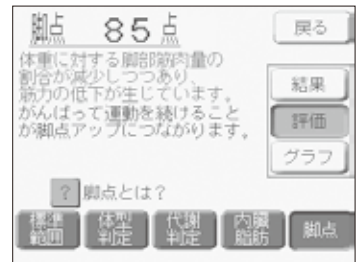 脚点 85点
戻る
体重に対する脚部筋肉量の
割合が減少しつつあり、
筋力の低下が生じています。
がんばって運動を続けること
が脚点アップにつながります。
結果
評価
グラフ
? 脚点とは?
標準範囲
体型判定
代謝判定
内臓脂肪
脚点